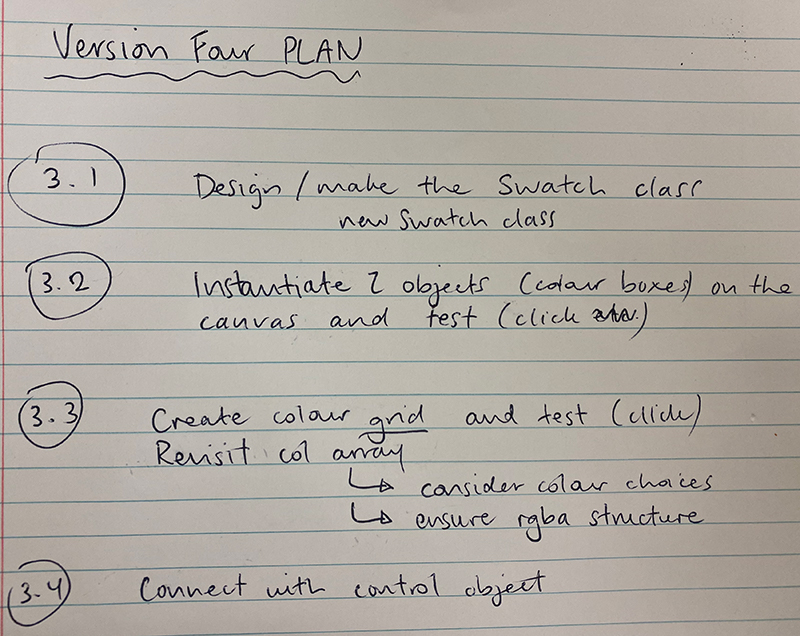 Version Four PLAN
3.1 Design/make the Swatch class
new Swatch class
3.2 Instantiate 2 objects (colour boxes) on the
canvas and test (click
3.3 Create colour grid and test (click)
Revisit col array
↳ consider colour choices
↳ ensure rgba structure
3.4 Connect with control object